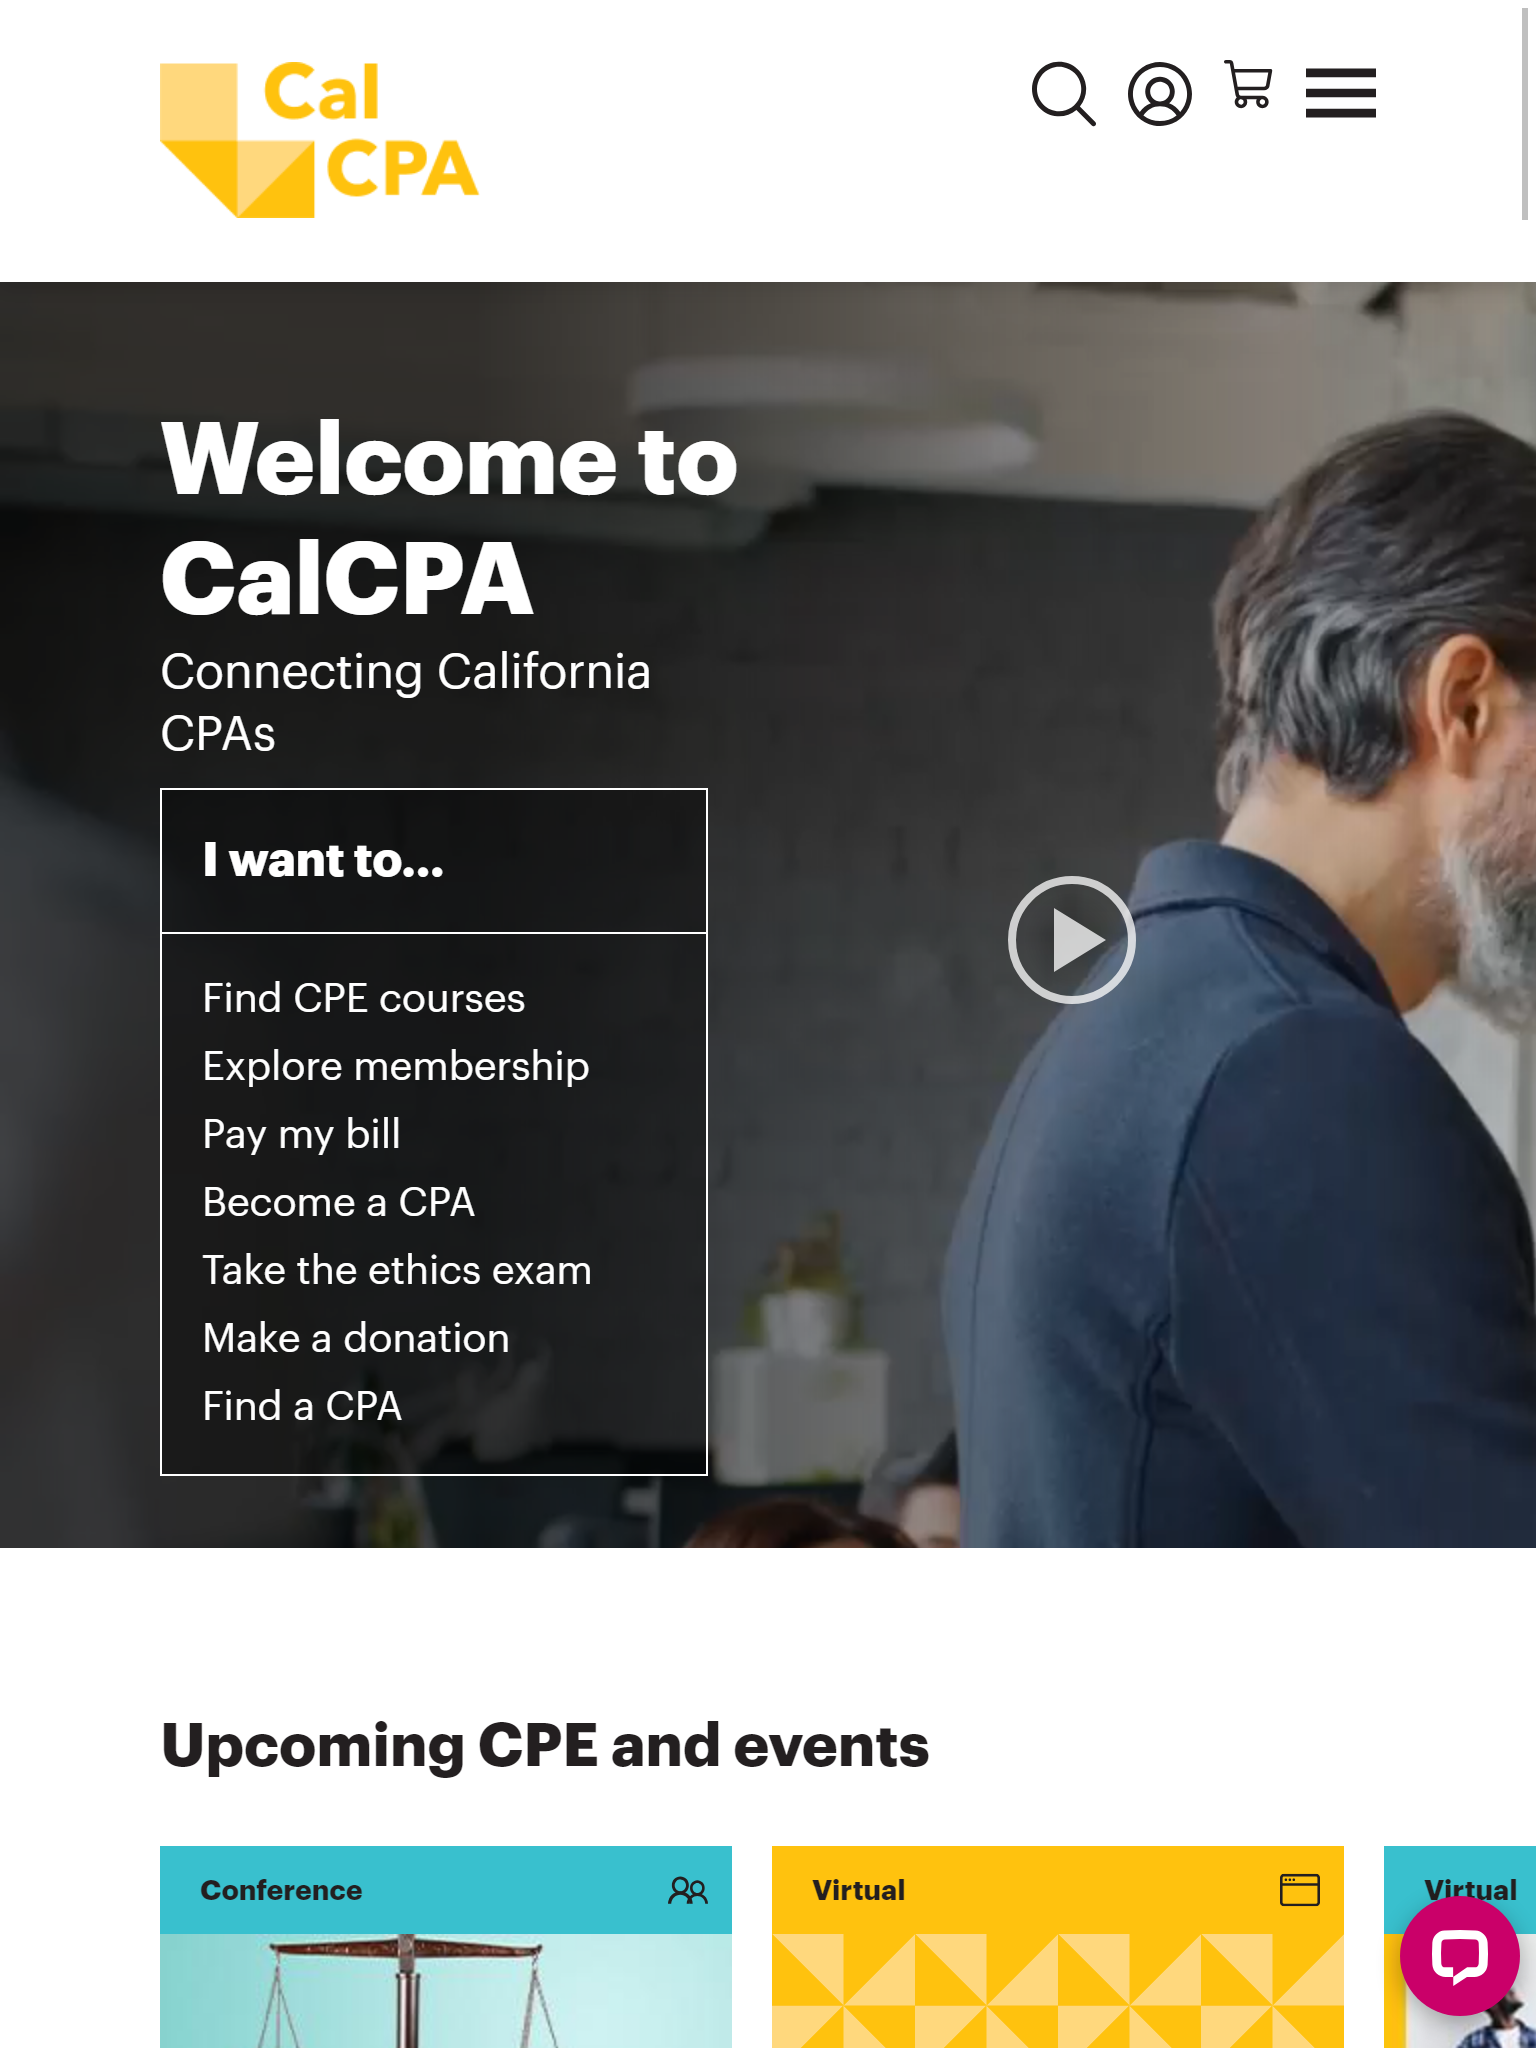 Cal
CPA
Welcome to
CalCPA
Connecting California
CPAs
I want to...
Find CPE courses
Explore membership
Pay my bill
Become a CPA
Take the ethics exam
Make a donation
Find a CPA
Upcoming CPE and events
Conference
Virtual
Virtual